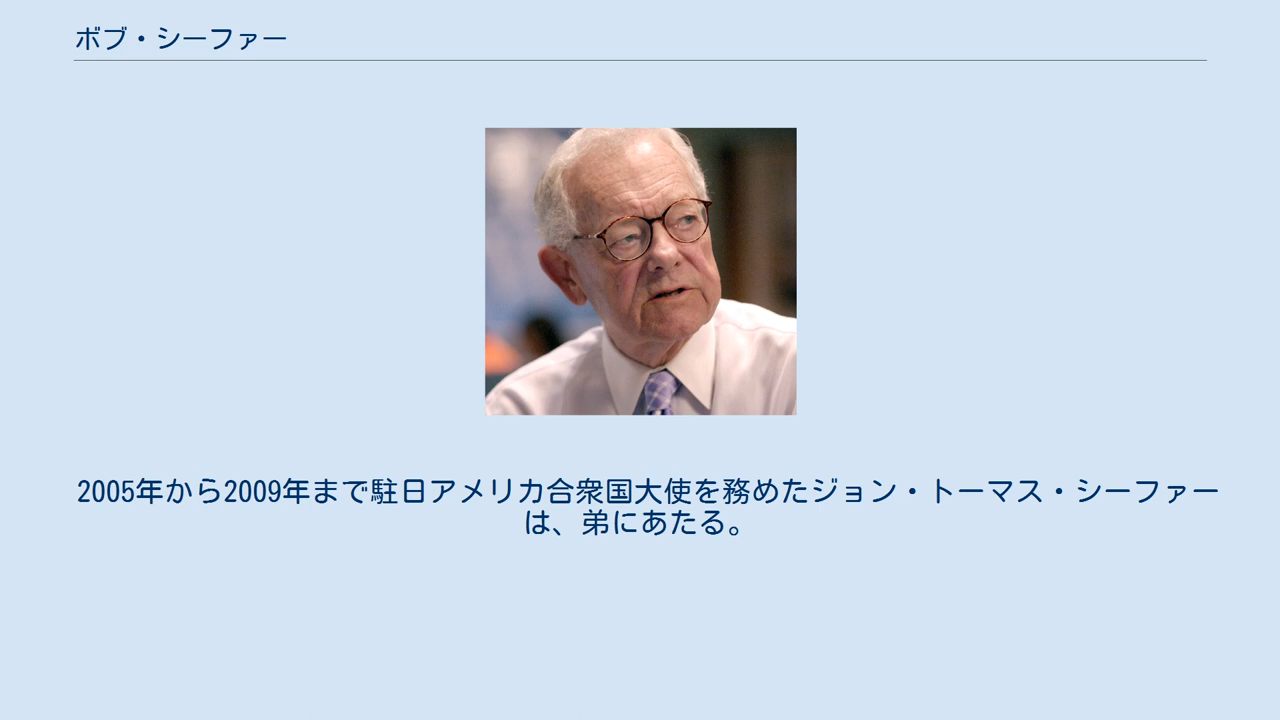 ボブ・シーファー
2005年から2009年まで駐日アメリカ合衆国大使を務めたジョン・トーマス・シーファー
は、弟にあたる。